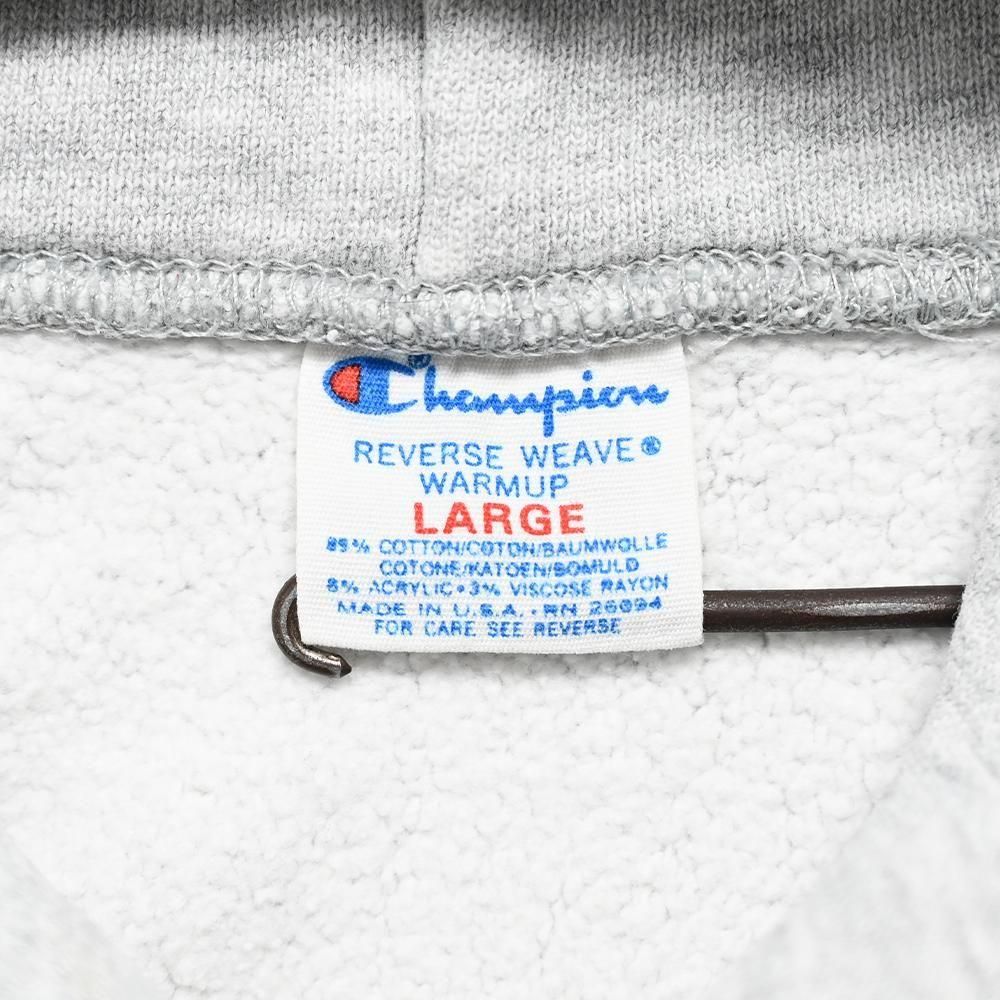 Champion®
REVERSE WEAVE®
WARMUP
LARGE
89% COTTON/COTON/BAUMWOLLE
COTONE/KATOEN/BOMULD
8% ACRYLIC•3% VISCOSE RAYON
MADE IN U.S.A. • RN 26094
FOR CARE SEE REVERSE